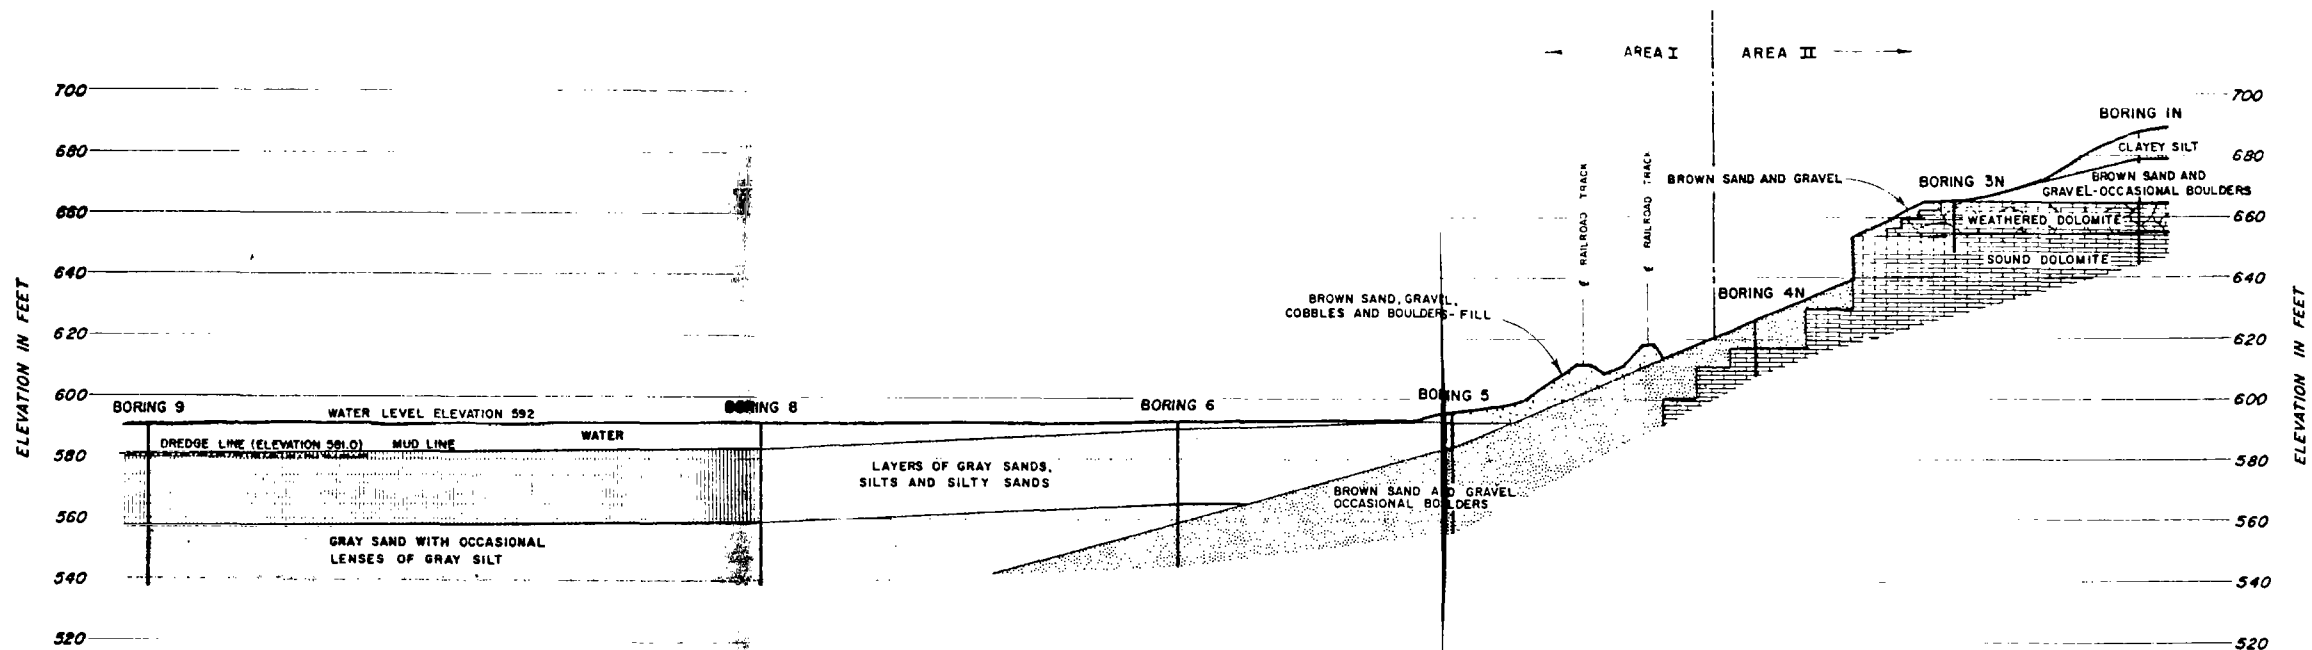 AREA I
AREA II
700
680
660
640
620
600
580
560
540
520
ELEVATION IN FEET
BORING 9
WATER LEVEL ELEVATION 592
DREDGE LINE (ELEVATION 581.0)
MUD LINE
WATER
GRAY SAND WITH OCCASIONAL
LENSES OF GRAY SILT
BORING 8
LAYERS OF GRAY SANDS,
SILTS AND SILTY SANDS
BORING 6
BORING 5
BROWN SAND, GRAVEL,
COBBLES AND BOULDERS-FILL
BROWN SAND AND GRAVEL
OCCASIONAL BOULDERS
℄ RAILROAD TRACK
℄ RAILROAD TRACK
BORING 4N
BROWN SAND AND GRAVEL
BORING 3N
BORING 1N
CLAYEY SILT
BROWN SAND AND
GRAVEL-OCCASIONAL BOULDERS
WEATHERED DOLOMITE
SOUND DOLOMITE
700
680
660
640
620
600
580
560
540
520
ELEVATION IN FEET